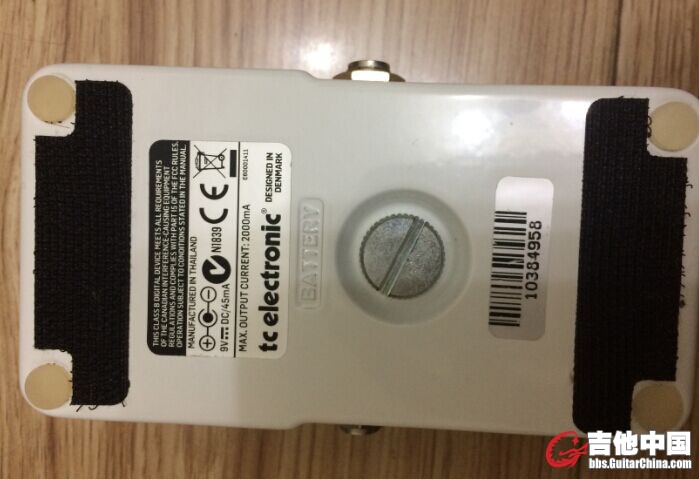 THIS CLASS B DIGITAL DEVICE MEETS ALL REQUIREMENTS
OF THE CANADIAN INTERFERENCE-CAUSING EQUIPMENT
REGULATIONS AND COMPLIES WITH PART 15 OF THE FCC RULES.
OPERATION SUBJECT TO CONDITIONS STATED IN THE MANUAL.
MANUFACTURED IN THAILAND
N1839
CE
9V DC/45mA
MAX. OUTPUT CURRENT: 2000mA
tc electronic®
DESIGNED IN
DENMARK
BATTERY
10384958
吉他中国
bbs.GuitarChina.com